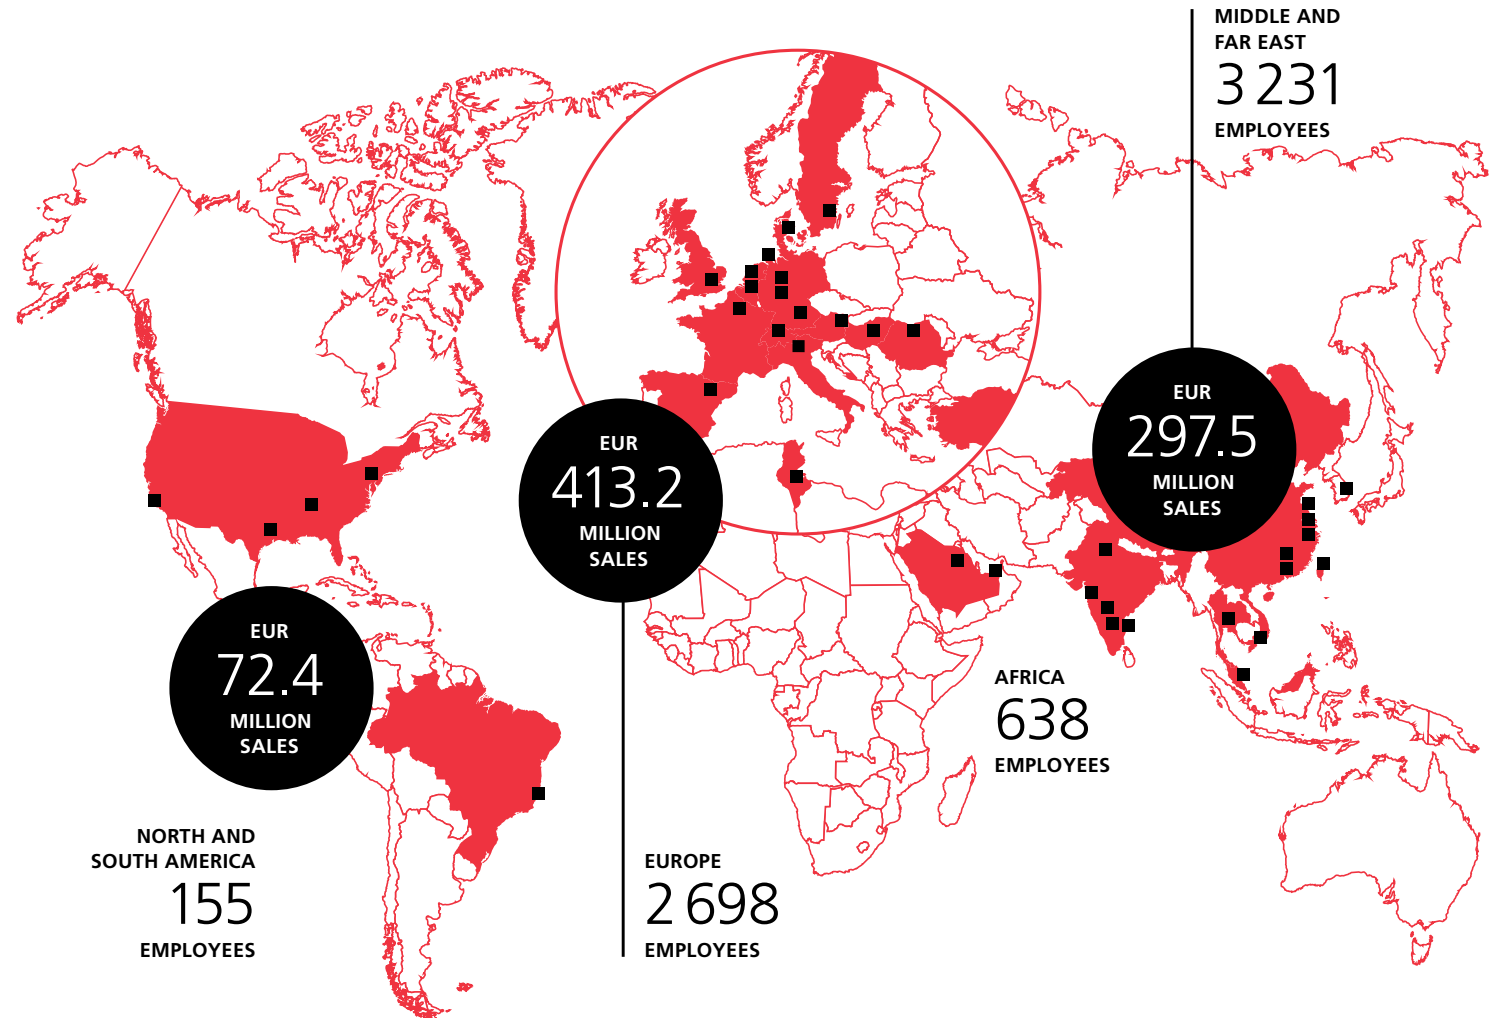 MIDDLE AND
FAR EAST
3 231
EMPLOYEES
EUR
297.5
MILLION
SALES
EUR
413.2
MILLION
SALES
EUR
72.4
MILLION
SALES
AFRICA
638
EMPLOYEES
NORTH AND
SOUTH AMERICA
155
EMPLOYEES
EUROPE
2 698
EMPLOYEES